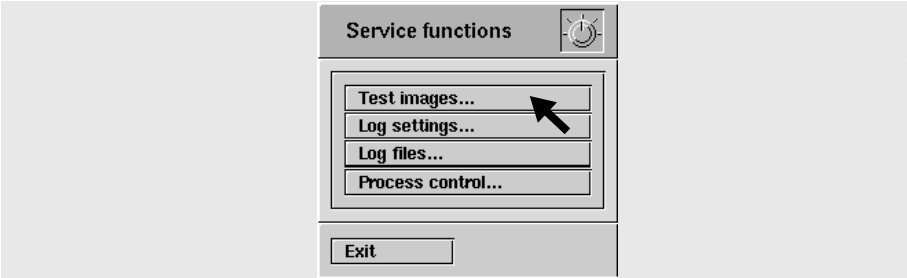 Service functions
Test images...
Log settings...
Log files...
Process control...
Exit